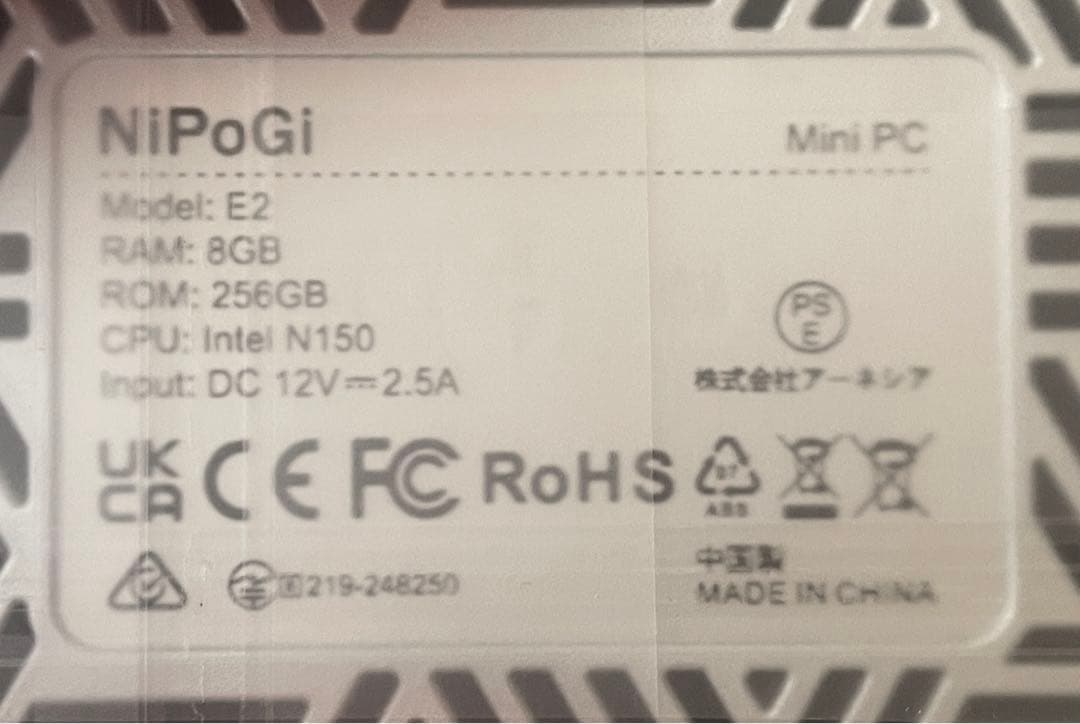 NiPoGi
Mini PC
Model: E2
RAM: 8GB
ROM: 256GB
CPU: Intel N150
Input: DC 12V⎓2.5A
PS
E
株式会社アーネシア
UK
CA
CE FC RoHS
ABS
219-248250
中国製
MADE IN CHINA